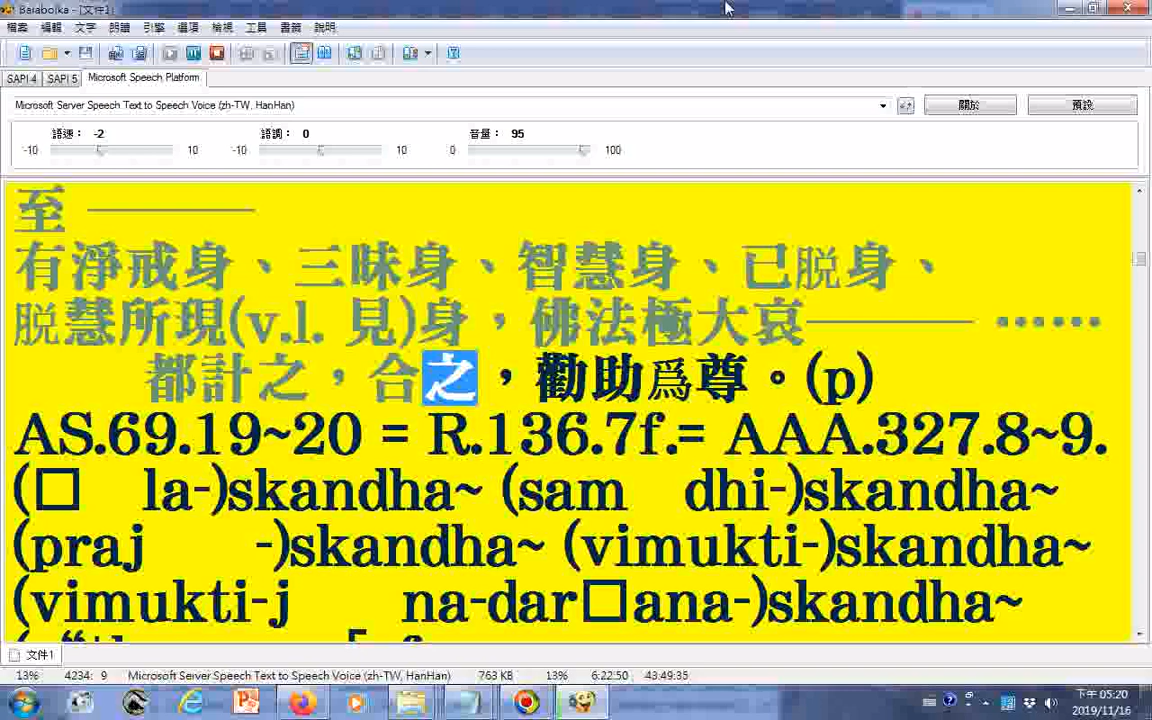 Balabolka - [文件1]
檔案 編輯 文字 朗讀 引擎 選項 檢視 工具 書籤 說明
SAPI 4 SAPI 5 Microsoft Speech Platform
Microsoft Server Speech Text to Speech Voice (zh-TW, HanHan) 關於 預設
語速： -2 語調： 0 音量： 95
-10 10 -10 10 0 100
至 ———
有淨戒身、三昧身、智慧身、已脱身、
脱慧所現(v.l. 見)身，佛法極大哀——— ······
都計之，合之，勸助爲尊。(p)
AS.69.19~20 = R.136.7f.= AAA.327.8~9.
(□ la-)skandha~ (sam dhi-)skandha~
(praj -)skandha~ (vimukti-)skandha~
(vimukti-j na-dar□ana-)skandha~
文件1
13% 4234: 9 Microsoft Server Speech Text to Speech Voice (zh-TW, HanHan) 763 KB 13% 6:22:50 43:49:35
下午 05:20
2019/11/16